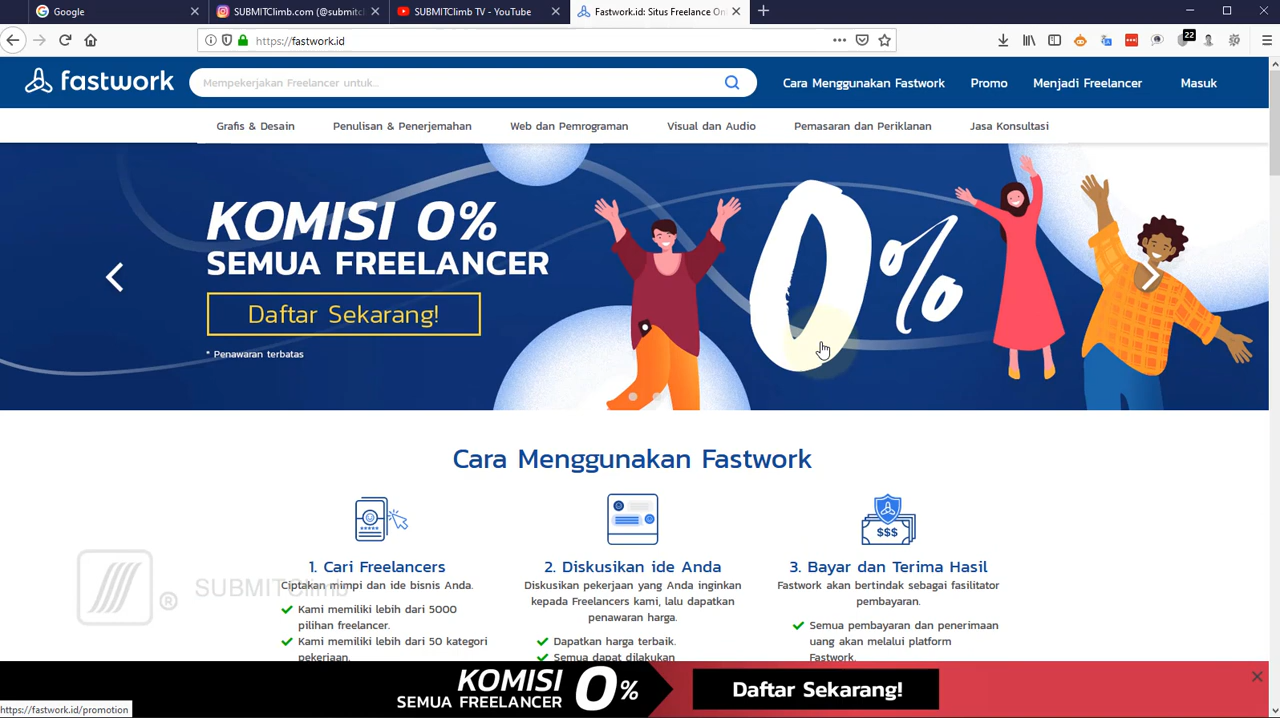 Google
SUBMITClimb.com (@submitcl
SUBMITClimb TV - YouTube
Fastwork.id: Situs Freelance On
https://fastwork.id
22
fastwork
Mempekerjakan Freelancer untuk...
Cara Menggunakan Fastwork
Promo
Menjadi Freelancer
Masuk
Grafis & Desain
Penulisan & Penerjemahan
Web dan Pemrograman
Visual dan Audio
Pemasaran dan Periklanan
Jasa Konsultasi
KOMISI 0%
SEMUA FREELANCER
Daftar Sekarang!
* Penawaran terbatas
0%
Cara Menggunakan Fastwork
$$$
1. Cari Freelancers
Ciptakan mimpi dan ide bisnis Anda.
Kami memiliki lebih dari 5000
pilihan freelancer.
Kami memiliki lebih dari 50 kategori
pekerjaan.
2. Diskusikan ide Anda
Diskusikan pekerjaan yang Anda inginkan
kepada Freelancers kami, lalu dapatkan
penawaran harga.
Dapatkan harga terbaik.
Semua dapat dilakukan
3. Bayar dan Terima Hasil
Fastwork akan bertindak sebagai fasilitator
pembayaran.
Semua pembayaran dan penerimaan
uang akan melalui platform
Fastwork.
® SUBMITClimb
KOMISI
SEMUA FREELANCER
0%
Daftar Sekarang!
https://fastwork.id/promotion